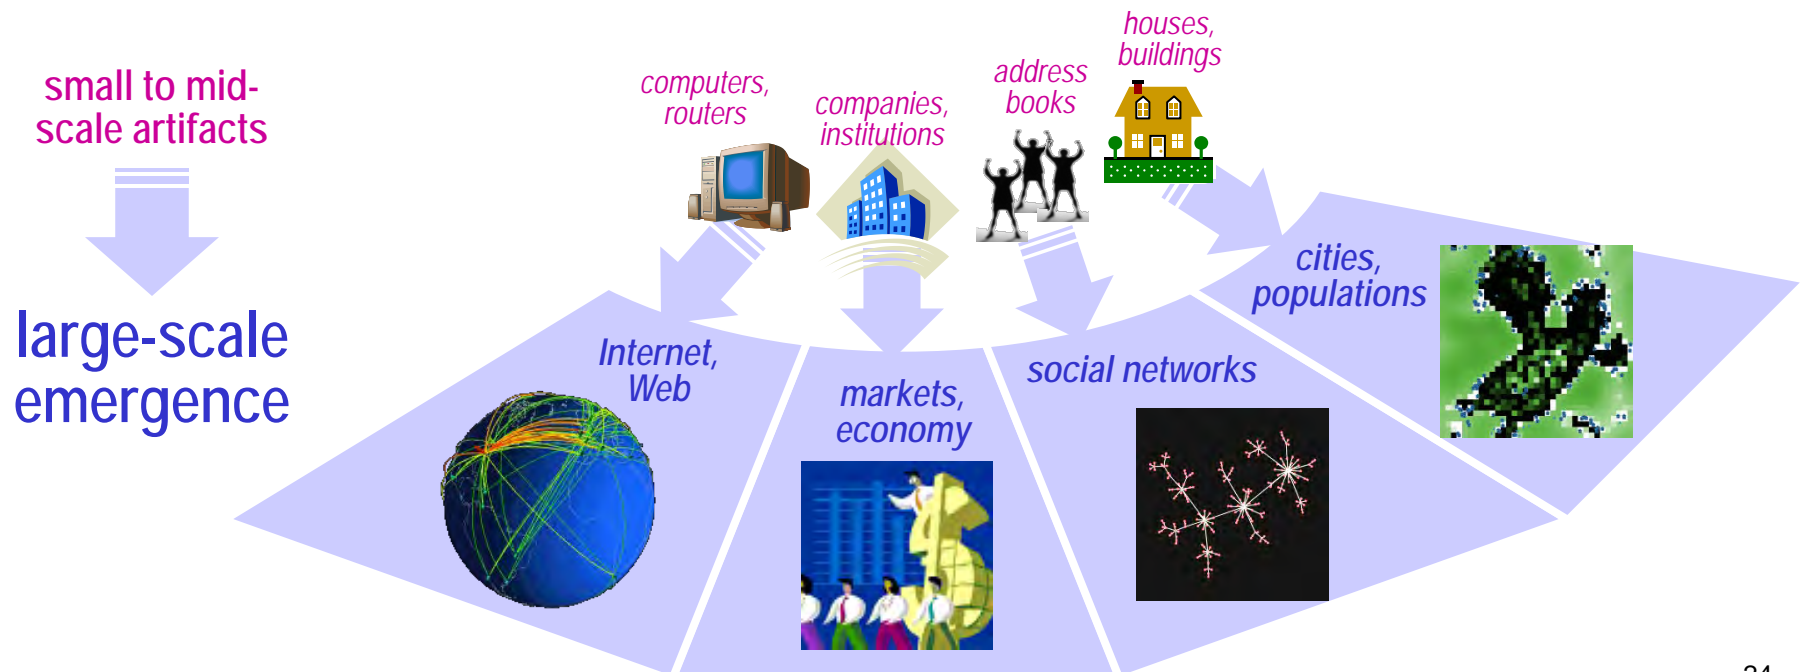 small to mid-
scale artifacts
large-scale
emergence
computers,
routers
companies,
institutions
address
books
houses,
buildings
Internet,
Web
markets,
economy
social networks
cities,
populations